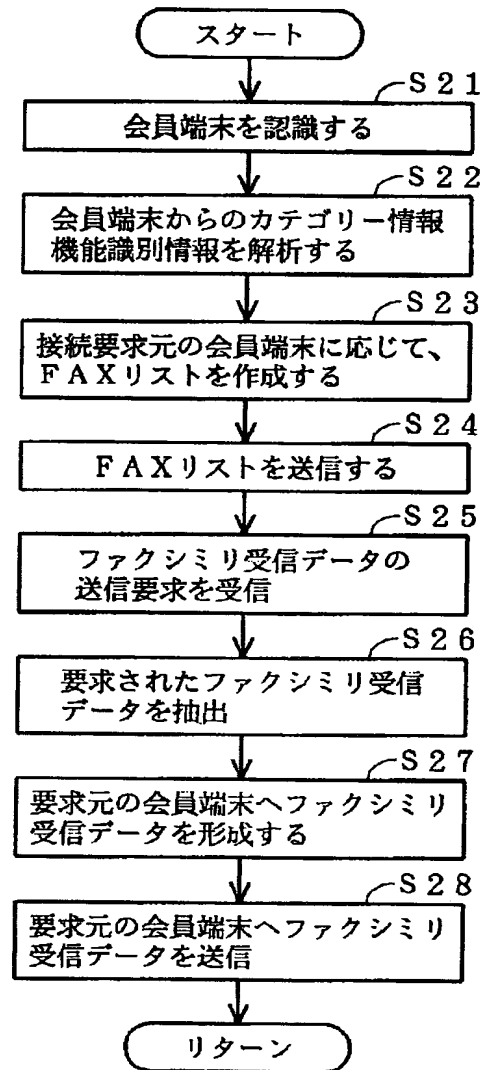 スタート
S21
会員端末を認識する
S22
会員端末からのカテゴリー情報
機能識別情報を解析する
S23
接続要求元の会員端末に応じて、
FAXリストを作成する
S24
FAXリストを送信する
S25
ファクシミリ受信データの
送信要求を受信
S26
要求されたファクシミリ受信
データを抽出
S27
要求元の会員端末へファクシミリ
受信データを形成する
S28
要求元の会員端末へファクシミリ
受信データを送信
リターン